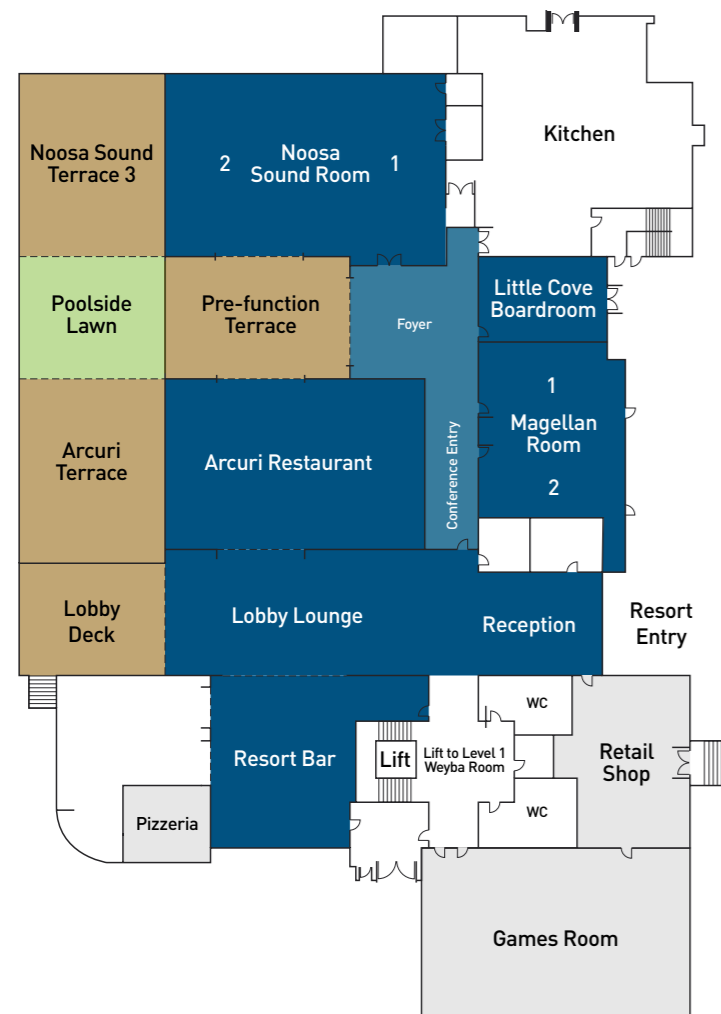 Kitchen
Noosa Sound
Terrace 3
2
Noosa
Sound Room
1
Poolside
Lawn
Pre-function
Terrace
Foyer
Little Cove
Boardroom
1
Magellan
Room
2
Arcuri
Terrace
Arcuri Restaurant
Conference Entry
Lobby
Deck
Lobby Lounge
Reception
Resort
Entry
WC
Resort Bar
Lift
Lift to Level 1
Weyba Room
Retail
Shop
WC
Pizzeria
Games Room